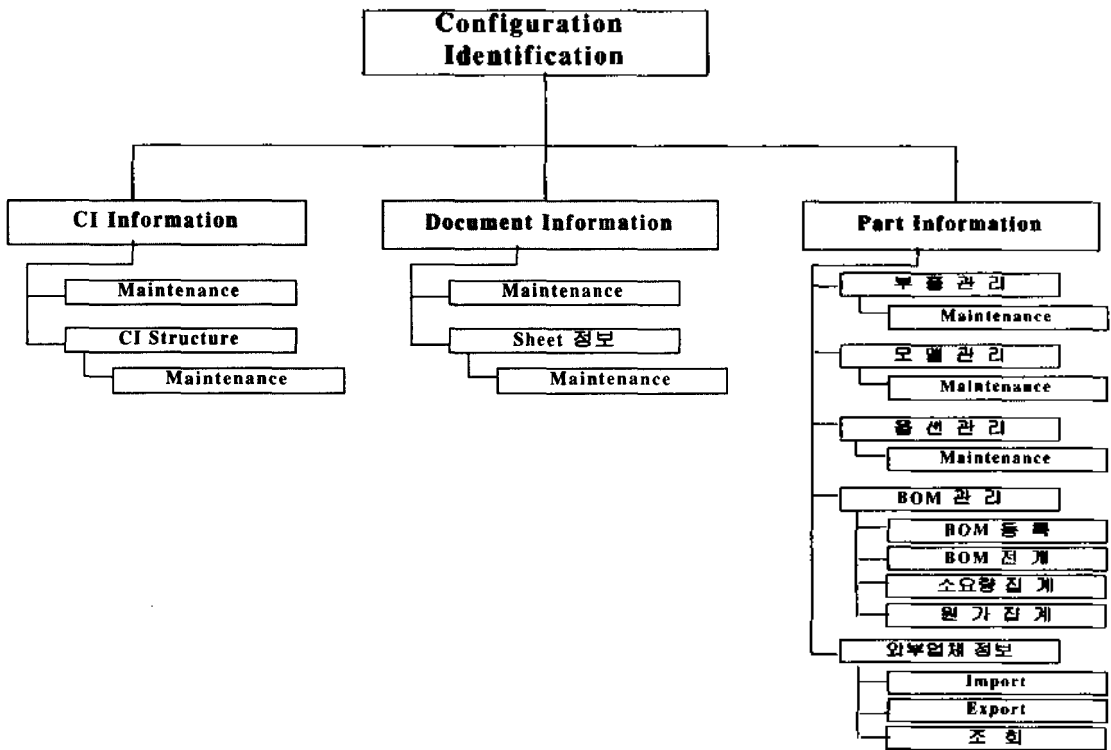 Configuration
Identification
CI Information
Maintenance
CI Structure
Maintenance
Document Information
Maintenance
Sheet 정보
Maintenance
Part Information
부 품 관 리
Maintenance
모 델 관 리
Maintenance
옵 션 관 리
Maintenance
BOM 관 리
BOM 등 록
BOM 전 개
소요량 집 계
원 가 집 계
외부업체 정보
Import
Export
조 회